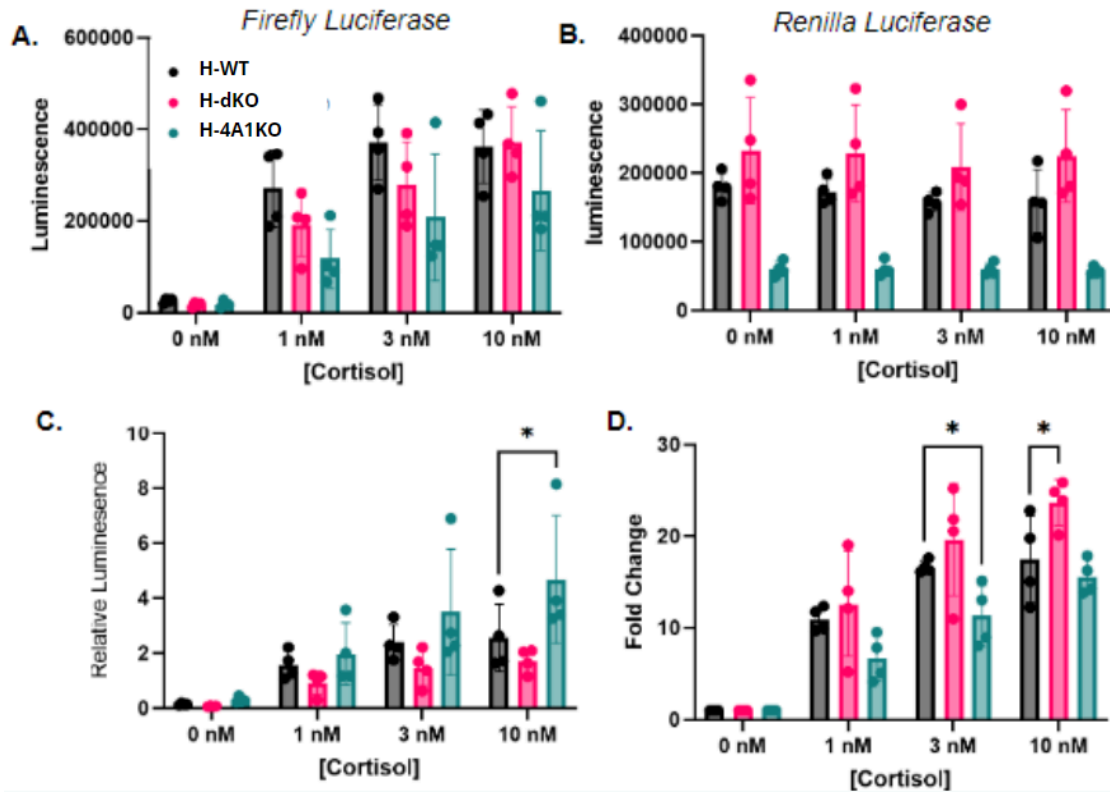 A.
Firefly Luciferase
600000
400000
200000
0
Luminescence
H-WT
H-dKO
H-4A1KO
0 nM 1 nM 3 nM 10 nM
[Cortisol]
B.
Renilla Luciferase
400000
300000
200000
100000
0
luminescence
0 nM 1 nM 3 nM 10 nM
[Cortisol]
C.
10
8
6
4
2
0
Relative Luminesence
*
0 nM 1 nM 3 nM 10 nM
[Cortisol]
D.
30
20
10
0
Fold Change
* *
0 nM 1 nM 3 nM 10 nM
[Cortisol]